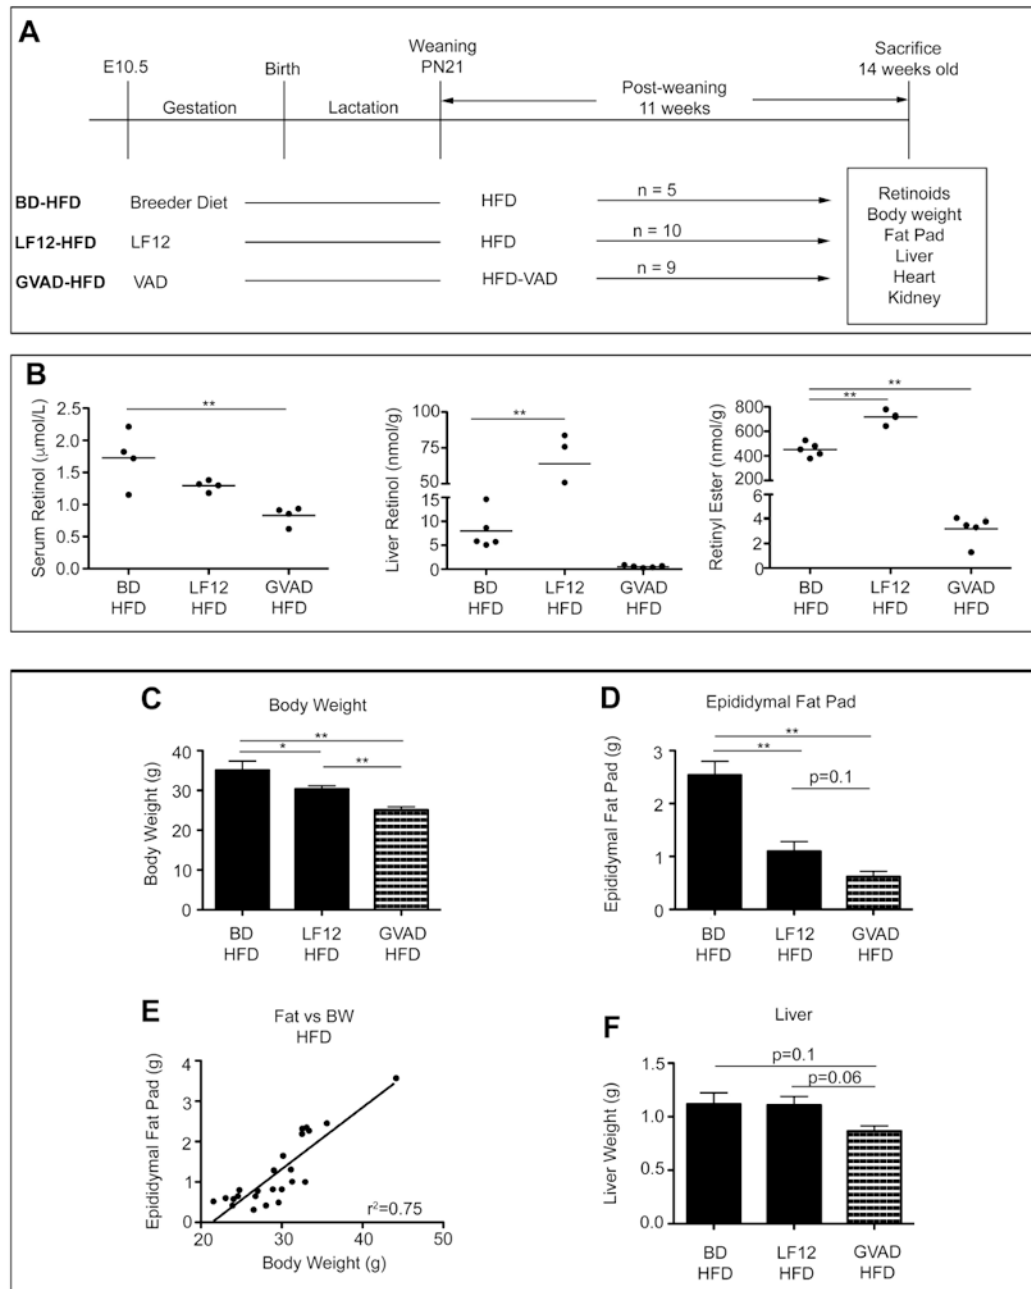 A
E10.5
Birth
Weaning
PN21
Sacrifice
14 weeks old
Gestation
Lactation
Post-weaning
11 weeks
BD-HFD
Breeder Diet
HFD
n = 5
LF12-HFD
LF12
HFD
n = 10
GVAD-HFD
VAD
HFD-VAD
n = 9
Retinoids
Body weight
Fat Pad
Liver
Heart
Kidney
B
Serum Retinol (μmol/L)
2.5
2.0
1.5
1.0
0.5
0.0
**
BD
HFD
LF12
HFD
GVAD
HFD
Liver Retinol (nmol/g)
100
75
50
15
10
5
0
**
BD
HFD
LF12
HFD
GVAD
HFD
Retinyl Ester (nmol/g)
800
600
400
200
6
4
2
0
**
**
BD
HFD
LF12
HFD
GVAD
HFD
C
Body Weight
Body Weight (g)
40
30
20
10
0
**
*
**
BD
HFD
LF12
HFD
GVAD
HFD
D
Epididymal Fat Pad
Epididymal Fat Pad (g)
3
2
1
0
**
**
p=0.1
BD
HFD
LF12
HFD
GVAD
HFD
E
Fat vs BW
HFD
Epididymal Fat Pad (g)
4
3
2
1
0
r²=0.75
20
30
40
50
Body Weight (g)
F
Liver
Liver Weight (g)
1.5
1.0
0.5
0.0
p=0.1
p=0.06
BD
HFD
LF12
HFD
GVAD
HFD